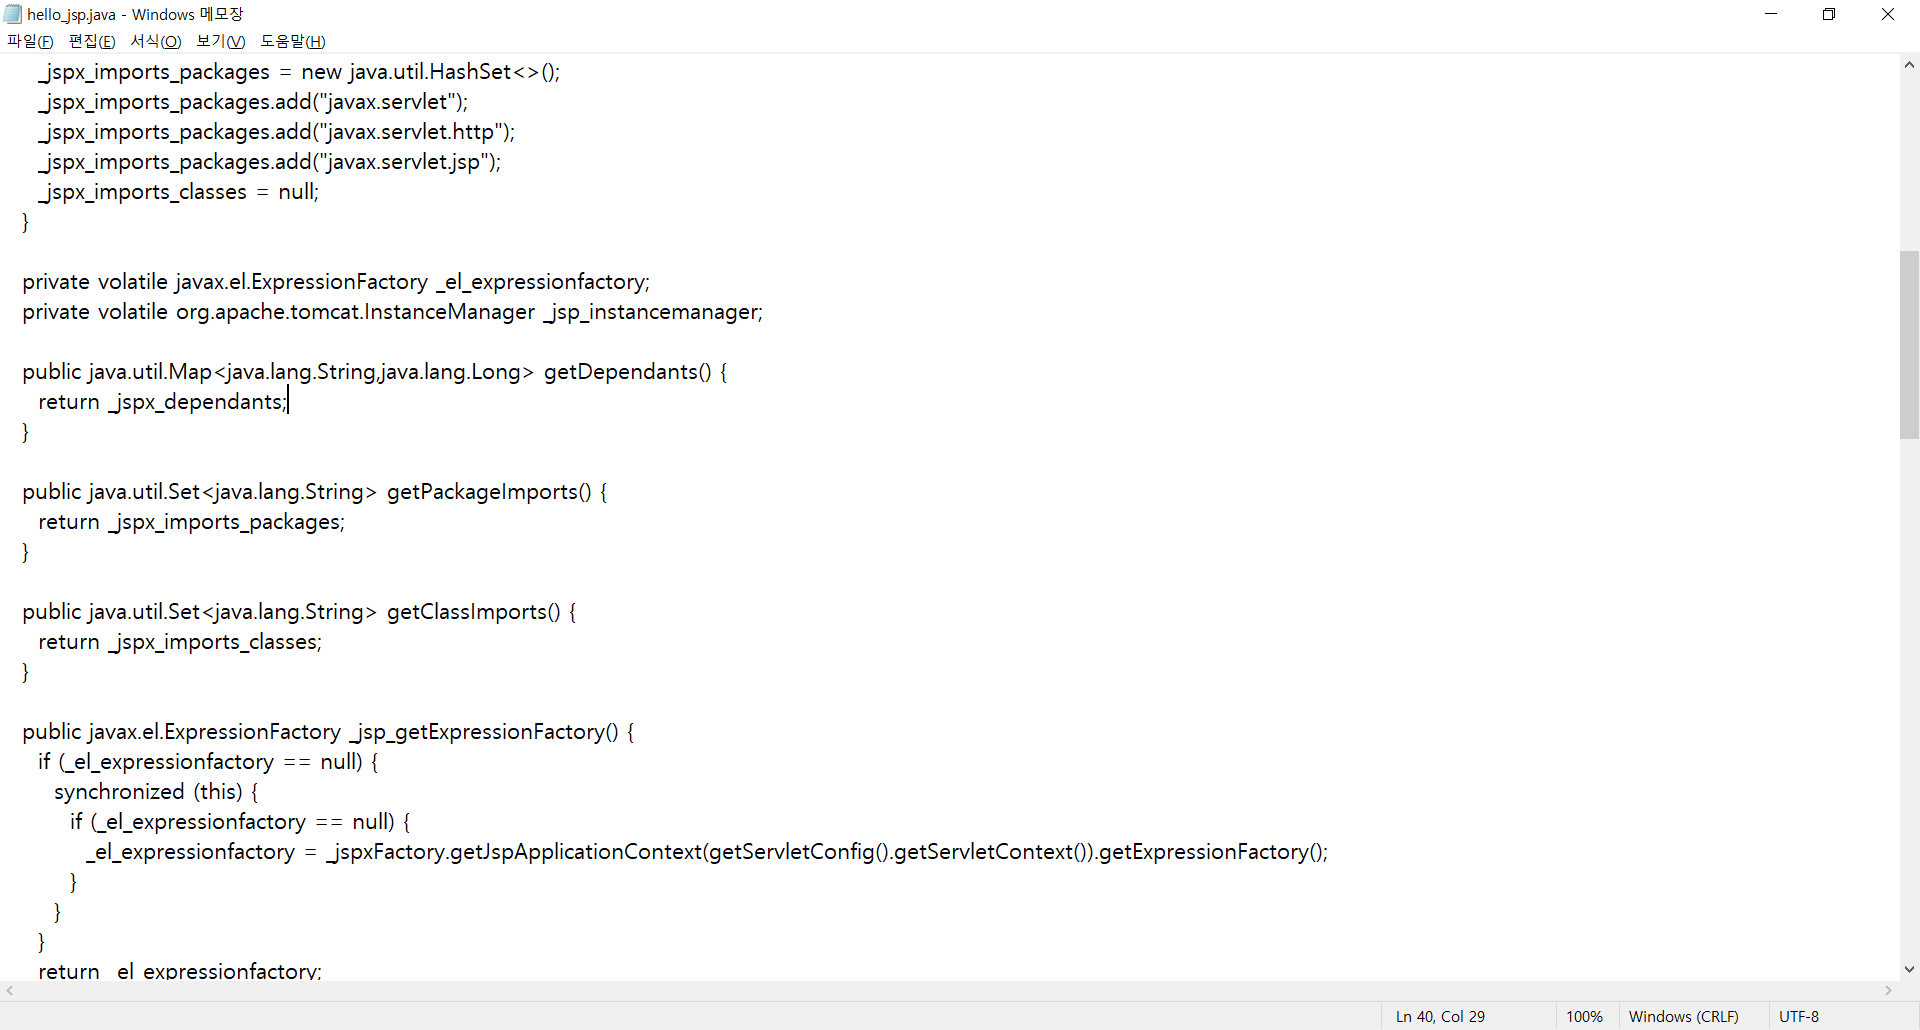 hello_jsp.java - Windows 메모장
파일(F) 편집(E) 서식(O) 보기(V) 도움말(H)
_jspx_imports_packages = new java.util.HashSet<>();
_jspx_imports_packages.add("javax.servlet");
_jspx_imports_packages.add("javax.servlet.http");
_jspx_imports_packages.add("javax.servlet.jsp");
_jspx_imports_classes = null;
}
private volatile javax.el.ExpressionFactory _el_expressionfactory;
private volatile org.apache.tomcat.InstanceManager _jsp_instancemanager;
public java.util.Map<java.lang.String,java.lang.Long> getDependants() {
return _jspx_dependants;
}
public java.util.Set<java.lang.String> getPackageImports() {
return _jspx_imports_packages;
}
public java.util.Set<java.lang.String> getClassImports() {
return _jspx_imports_classes;
}
public javax.el.ExpressionFactory _jsp_getExpressionFactory() {
if (_el_expressionfactory == null) {
synchronized (this) {
if (_el_expressionfactory == null) {
_el_expressionfactory = _jspxFactory.getJspApplicationContext(getServletConfig().getServletContext()).getExpressionFactory();
}
}
}
return _el_expressionfactory;
Ln 40, Col 29 100% Windows (CRLF) UTF-8